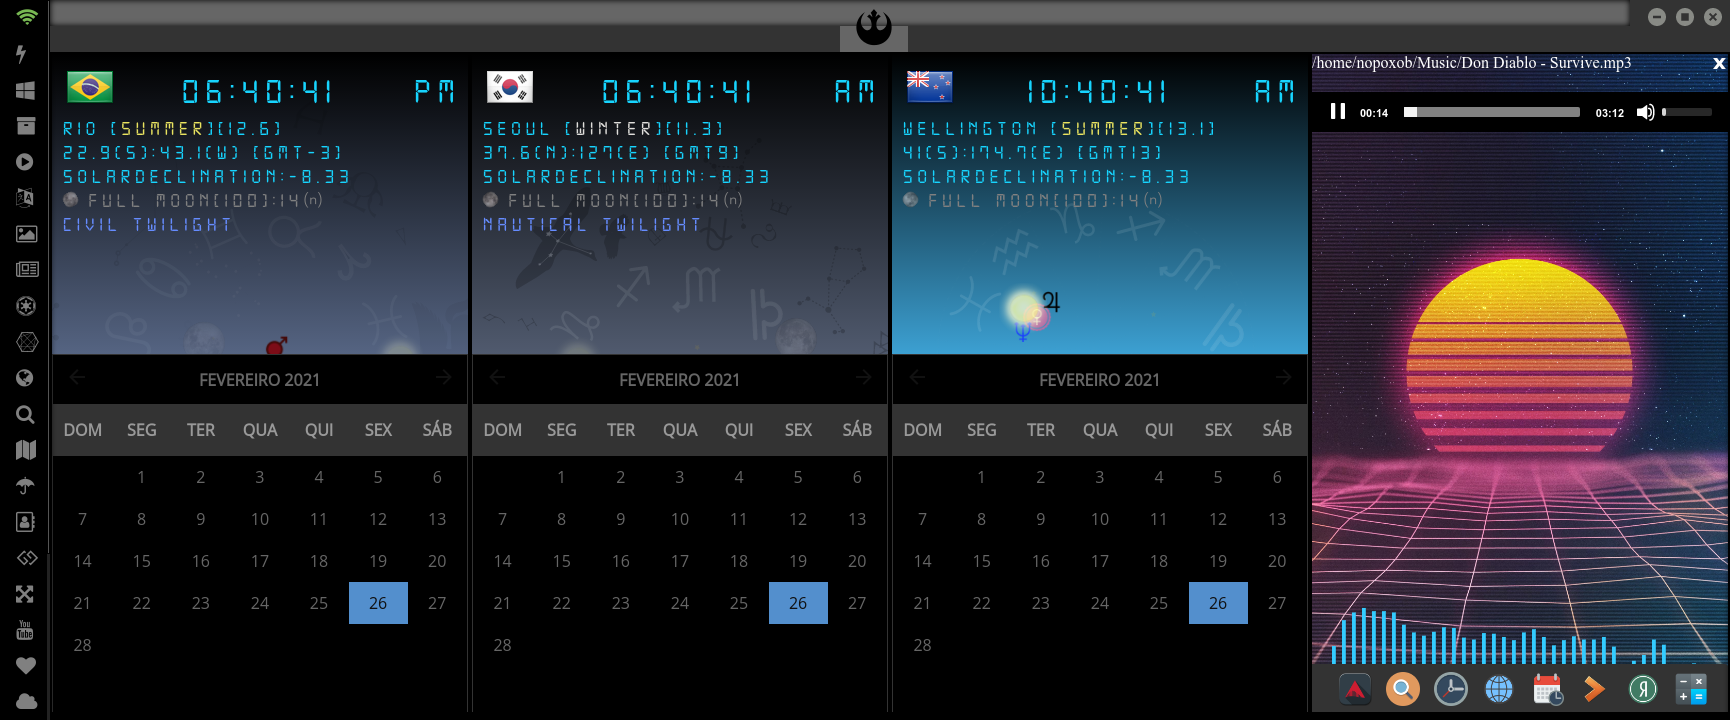 06:40:41 PM
RIO [SUMMER][12.6]
22.9(S):43.1(W) [GMT-3]
SOLARDECLINATION:-8.33
FULL MOON[100]:14(n)
CIVIL TWILIGHT
FEVEREIRO 2021
DOM SEG TER QUA QUI SEX SÁB
1 2 3 4 5 6
7 8 9 10 11 12 13
14 15 16 17 18 19 20
21 22 23 24 25 26 27
28
06:40:41 AM
SEOUL [WINTER][11.3]
37.6(N):127(E) [GMT9]
SOLARDECLINATION:-8.33
FULL MOON[100]:14(n)
NAUTICAL TWILIGHT
FEVEREIRO 2021
DOM SEG TER QUA QUI SEX SÁB
1 2 3 4 5 6
7 8 9 10 11 12 13
14 15 16 17 18 19 20
21 22 23 24 25 26 27
28
10:40:41 AM
WELLINGTON [SUMMER][13.1]
41(S):174.7(E) [GMT13]
SOLARDECLINATION:-8.33
FULL MOON[100]:14(n)
FEVEREIRO 2021
DOM SEG TER QUA QUI SEX SÁB
1 2 3 4 5 6
7 8 9 10 11 12 13
14 15 16 17 18 19 20
21 22 23 24 25 26 27
28
/home/nopoxob/Music/Don Diablo - Survive.mp3 x
00:14 03:12
You
Tube
Я